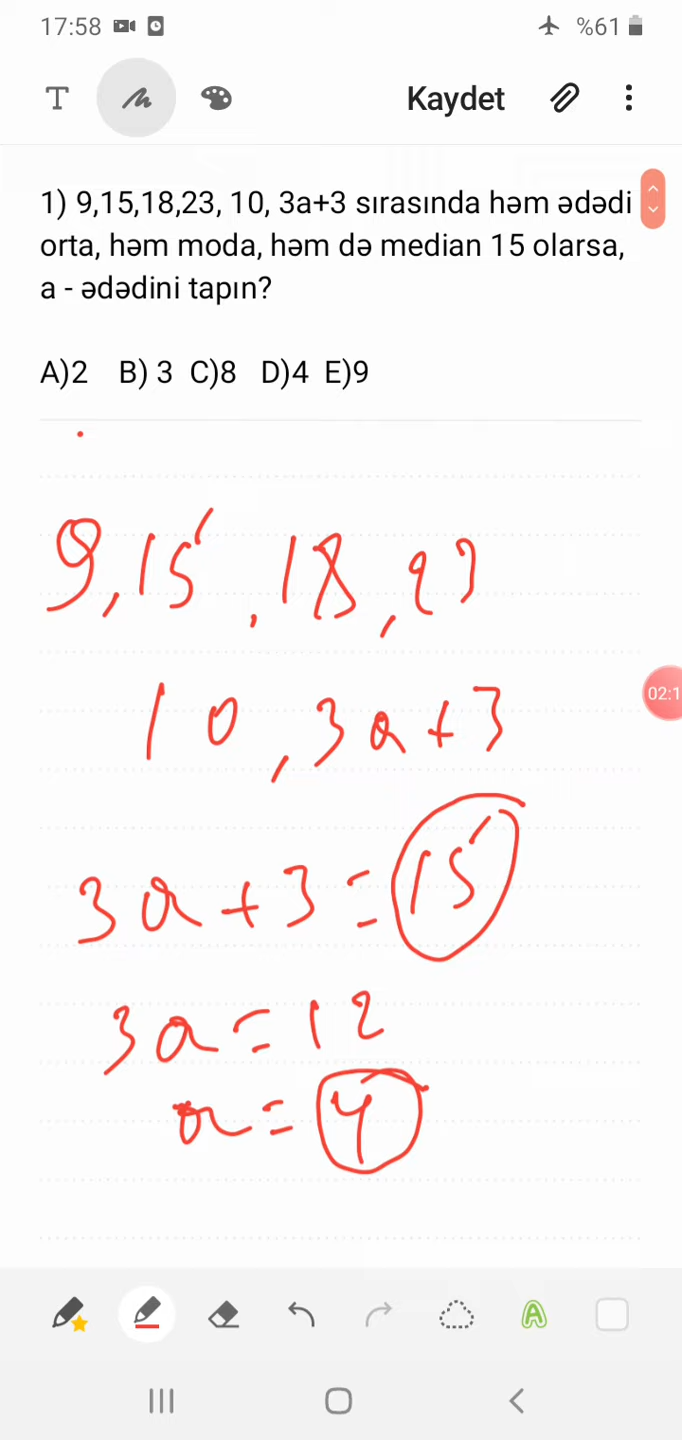 17:58 %61
T Kaydet
1) 9,15,18,23, 10, 3a+3 sırasında həm ədədi
orta, həm moda, həm də median 15 olarsa,
a - ədədini tapın?
A)2 B) 3 C)8 D)4 E)9
9,15,18,23
02:1
10,3a+3
3a+3=15
3a=12
a=4
A